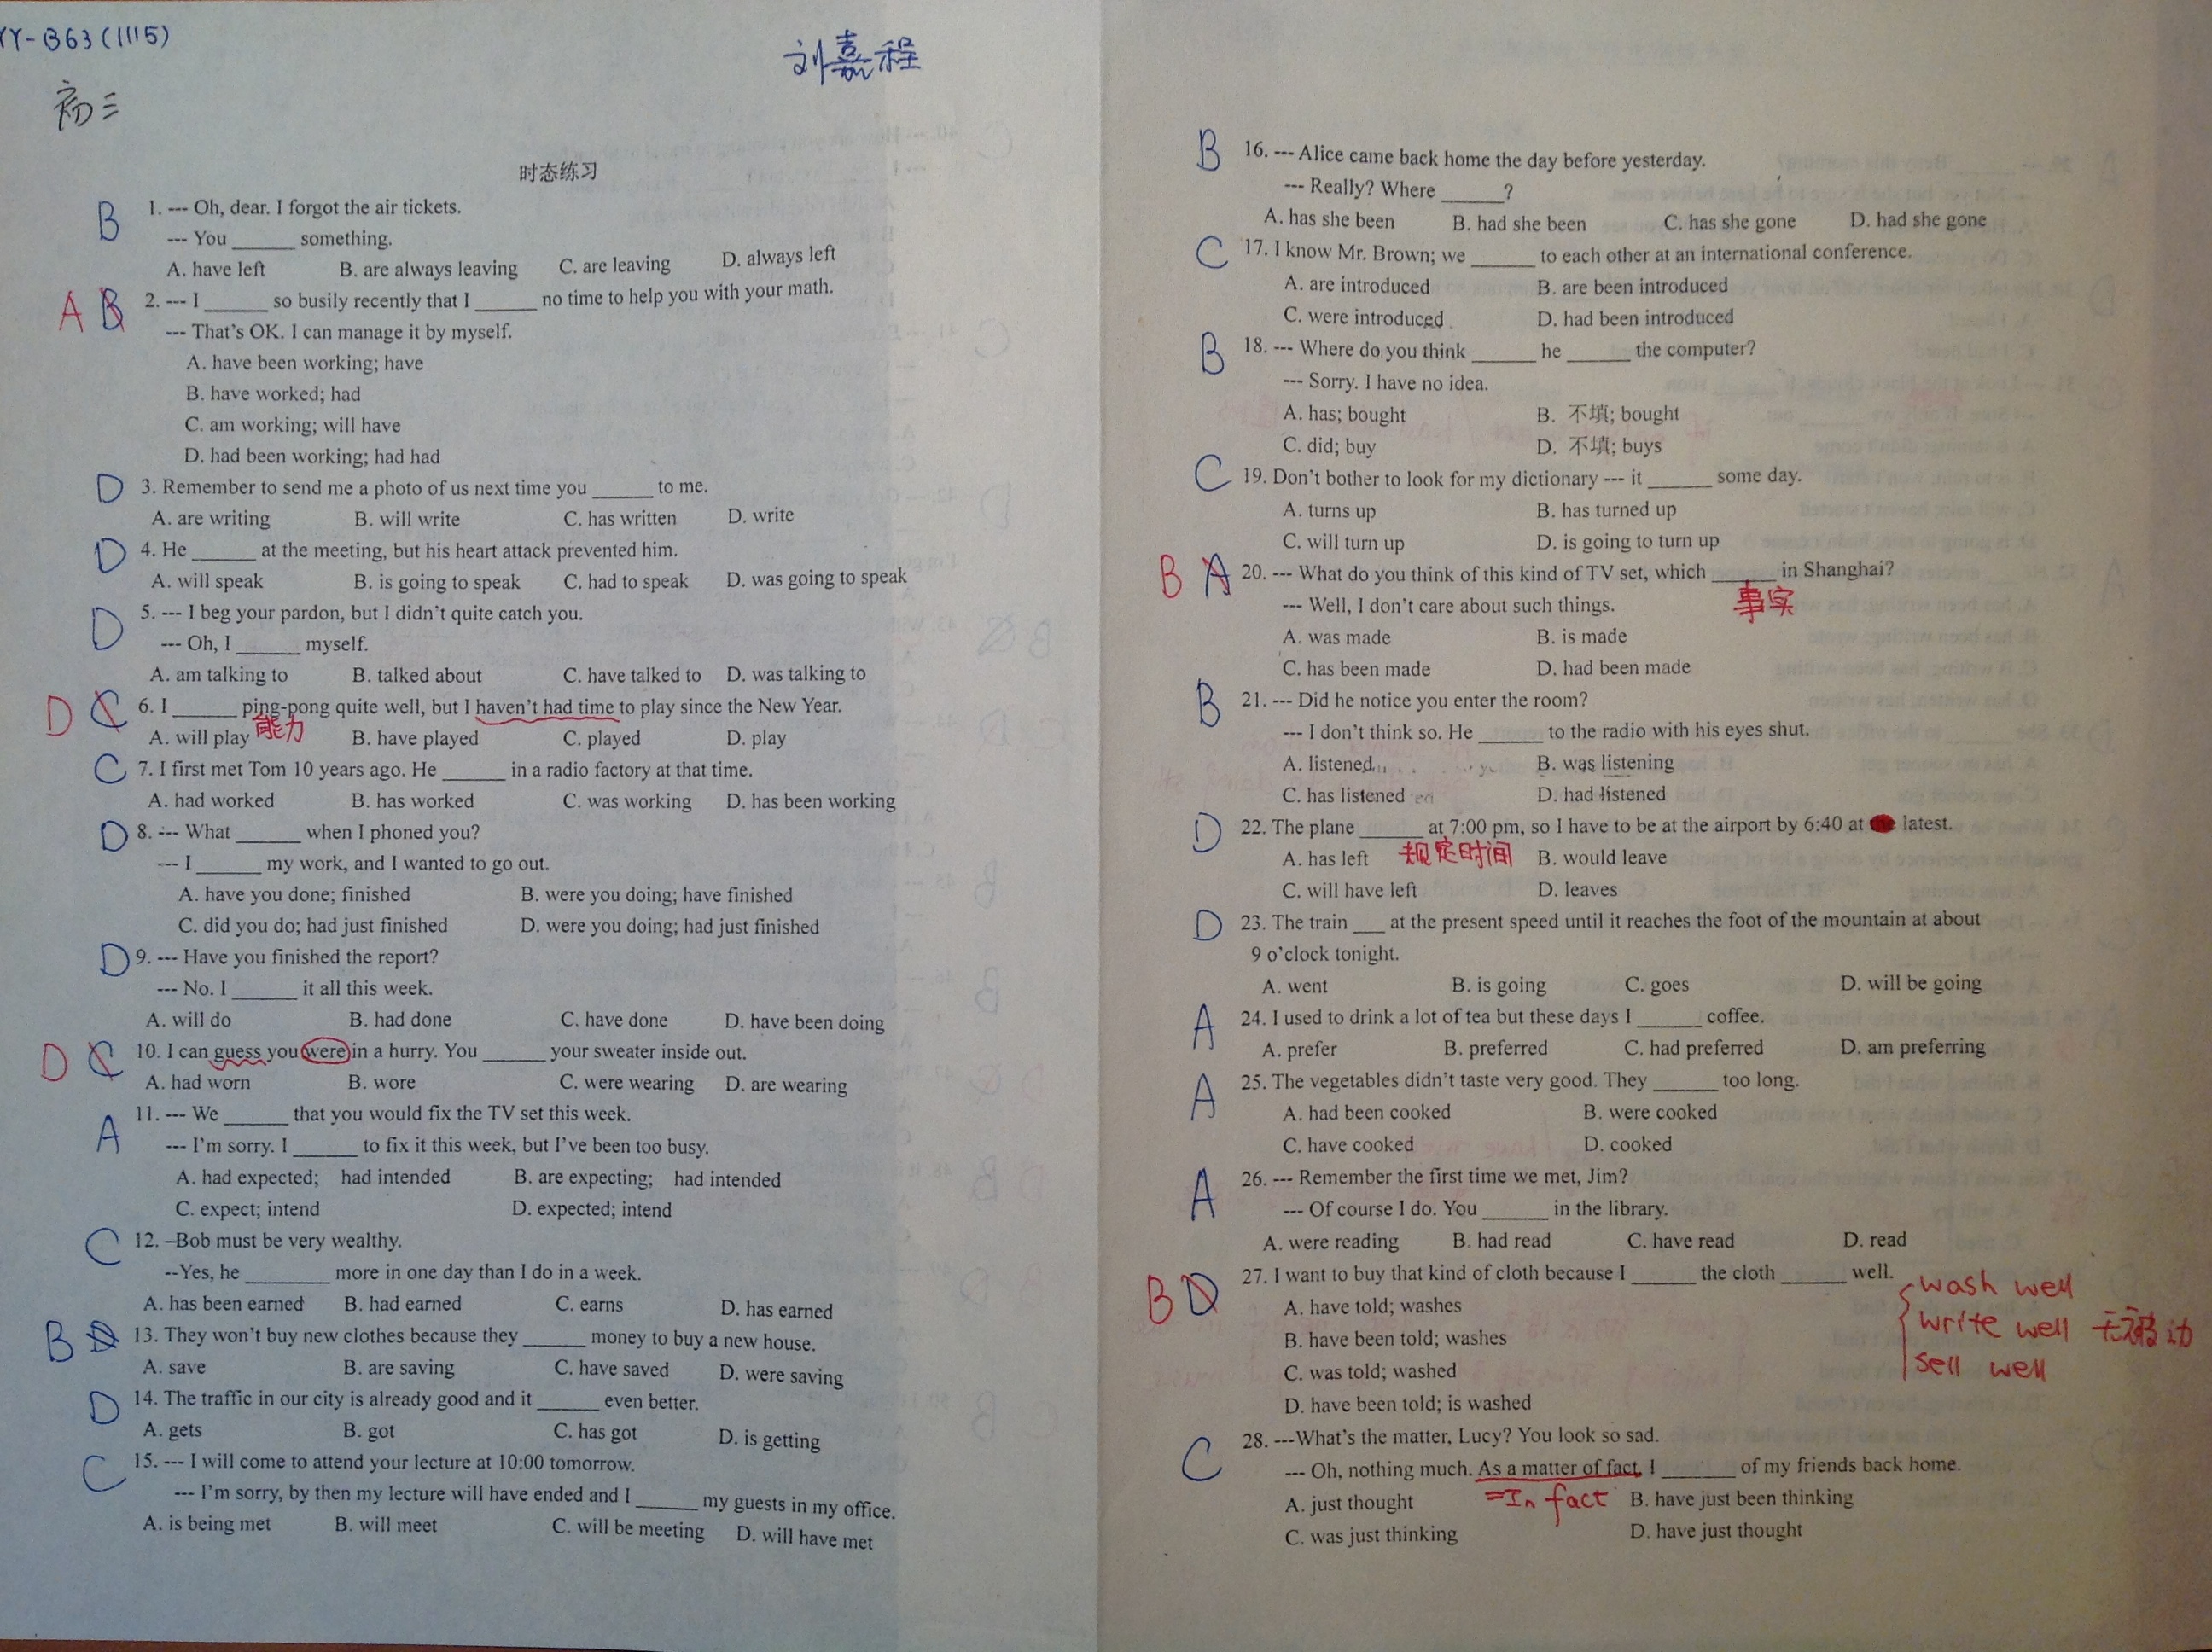 YY-B63(1115)
刘嘉程
初三
时态练习
B 1. --- Oh, dear. I forgot the air tickets.
--- You ______ something.
A. have left B. are always leaving C. are leaving D. always left
A B 2. --- I ______ so busily recently that I ______ no time to help you with your math.
--- That's OK. I can manage it by myself.
A. have been working; have
B. have worked; had
C. am working; will have
D. had been working; had had
D 3. Remember to send me a photo of us next time you ______ to me.
A. are writing B. will write C. has written D. write
D 4. He ______ at the meeting, but his heart attack prevented him.
A. will speak B. is going to speak C. had to speak D. was going to speak
D 5. --- I beg your pardon, but I didn't quite catch you.
--- Oh, I ______ myself.
A. am talking to B. talked about C. have talked to D. was talking to
D C 6. I ______ ping-pong quite well, but I haven't had time to play since the New Year.
能力
A. will play B. have played C. played D. play
C 7. I first met Tom 10 years ago. He ______ in a radio factory at that time.
A. had worked B. has worked C. was working D. has been working
D 8. --- What ______ when I phoned you?
--- I ______ my work, and I wanted to go out.
A. have you done; finished B. were you doing; have finished
C. did you do; had just finished D. were you doing; had just finished
D 9. --- Have you finished the report?
--- No. I ______ it all this week.
A. will do B. had done C. have done D. have been doing
D C 10. I can guess you were in a hurry. You ______ your sweater inside out.
A. had worn B. wore C. were wearing D. are wearing
A 11. --- We ______ that you would fix the TV set this week.
--- I'm sorry. I ______ to fix it this week, but I've been too busy.
A. had expected; had intended B. are expecting; had intended
C. expect; intend D. expected; intend
C 12. –Bob must be very wealthy.
--Yes, he ________ more in one day than I do in a week.
A. has been earned B. had earned C. earns D. has earned
B D 13. They won't buy new clothes because they ______ money to buy a new house.
A. save B. are saving C. have saved D. were saving
D 14. The traffic in our city is already good and it ______ even better.
A. gets B. got C. has got D. is getting
C 15. --- I will come to attend your lecture at 10:00 tomorrow.
--- I'm sorry, by then my lecture will have ended and I ______ my guests in my office.
A. is being met B. will meet C. will be meeting D. will have met
B 16. --- Alice came back home the day before yesterday.
--- Really? Where ______?
A. has she been B. had she been C. has she gone D. had she gone
C 17. I know Mr. Brown; we ______ to each other at an international conference.
A. are introduced B. are been introduced
C. were introduced D. had been introduced
B 18. --- Where do you think ______ he ______ the computer?
--- Sorry. I have no idea.
A. has; bought B. 不填; bought
C. did; buy D. 不填; buys
C 19. Don't bother to look for my dictionary --- it ______ some day.
A. turns up B. has turned up
C. will turn up D. is going to turn up
B A 20. --- What do you think of this kind of TV set, which ______ in Shanghai?
--- Well, I don't care about such things. 事实
A. was made B. is made
C. has been made D. had been made
B 21. --- Did he notice you enter the room?
--- I don't think so. He ______ to the radio with his eyes shut.
A. listened B. was listening
C. has listened D. had listened
D 22. The plane ______ at 7:00 pm, so I have to be at the airport by 6:40 at the latest.
A. has left 规定时间 B. would leave
C. will have left D. leaves
D 23. The train ___ at the present speed until it reaches the foot of the mountain at about
9 o'clock tonight.
A. went B. is going C. goes D. will be going
A 24. I used to drink a lot of tea but these days I ______ coffee.
A. prefer B. preferred C. had preferred D. am preferring
A 25. The vegetables didn't taste very good. They ______ too long.
A. had been cooked B. were cooked
C. have cooked D. cooked
A 26. --- Remember the first time we met, Jim?
--- Of course I do. You ______ in the library.
A. were reading B. had read C. have read D. read
B D 27. I want to buy that kind of cloth because I ______ the cloth ______ well.
A. have told; washes
B. have been told; washes
C. was told; washed
D. have been told; is washed
wash well
write well 无被动
sell well
C 28. ---What's the matter, Lucy? You look so sad.
--- Oh, nothing much. As a matter of fact, I _______ of my friends back home.
A. just thought =In fact B. have just been thinking
C. was just thinking D. have just thought